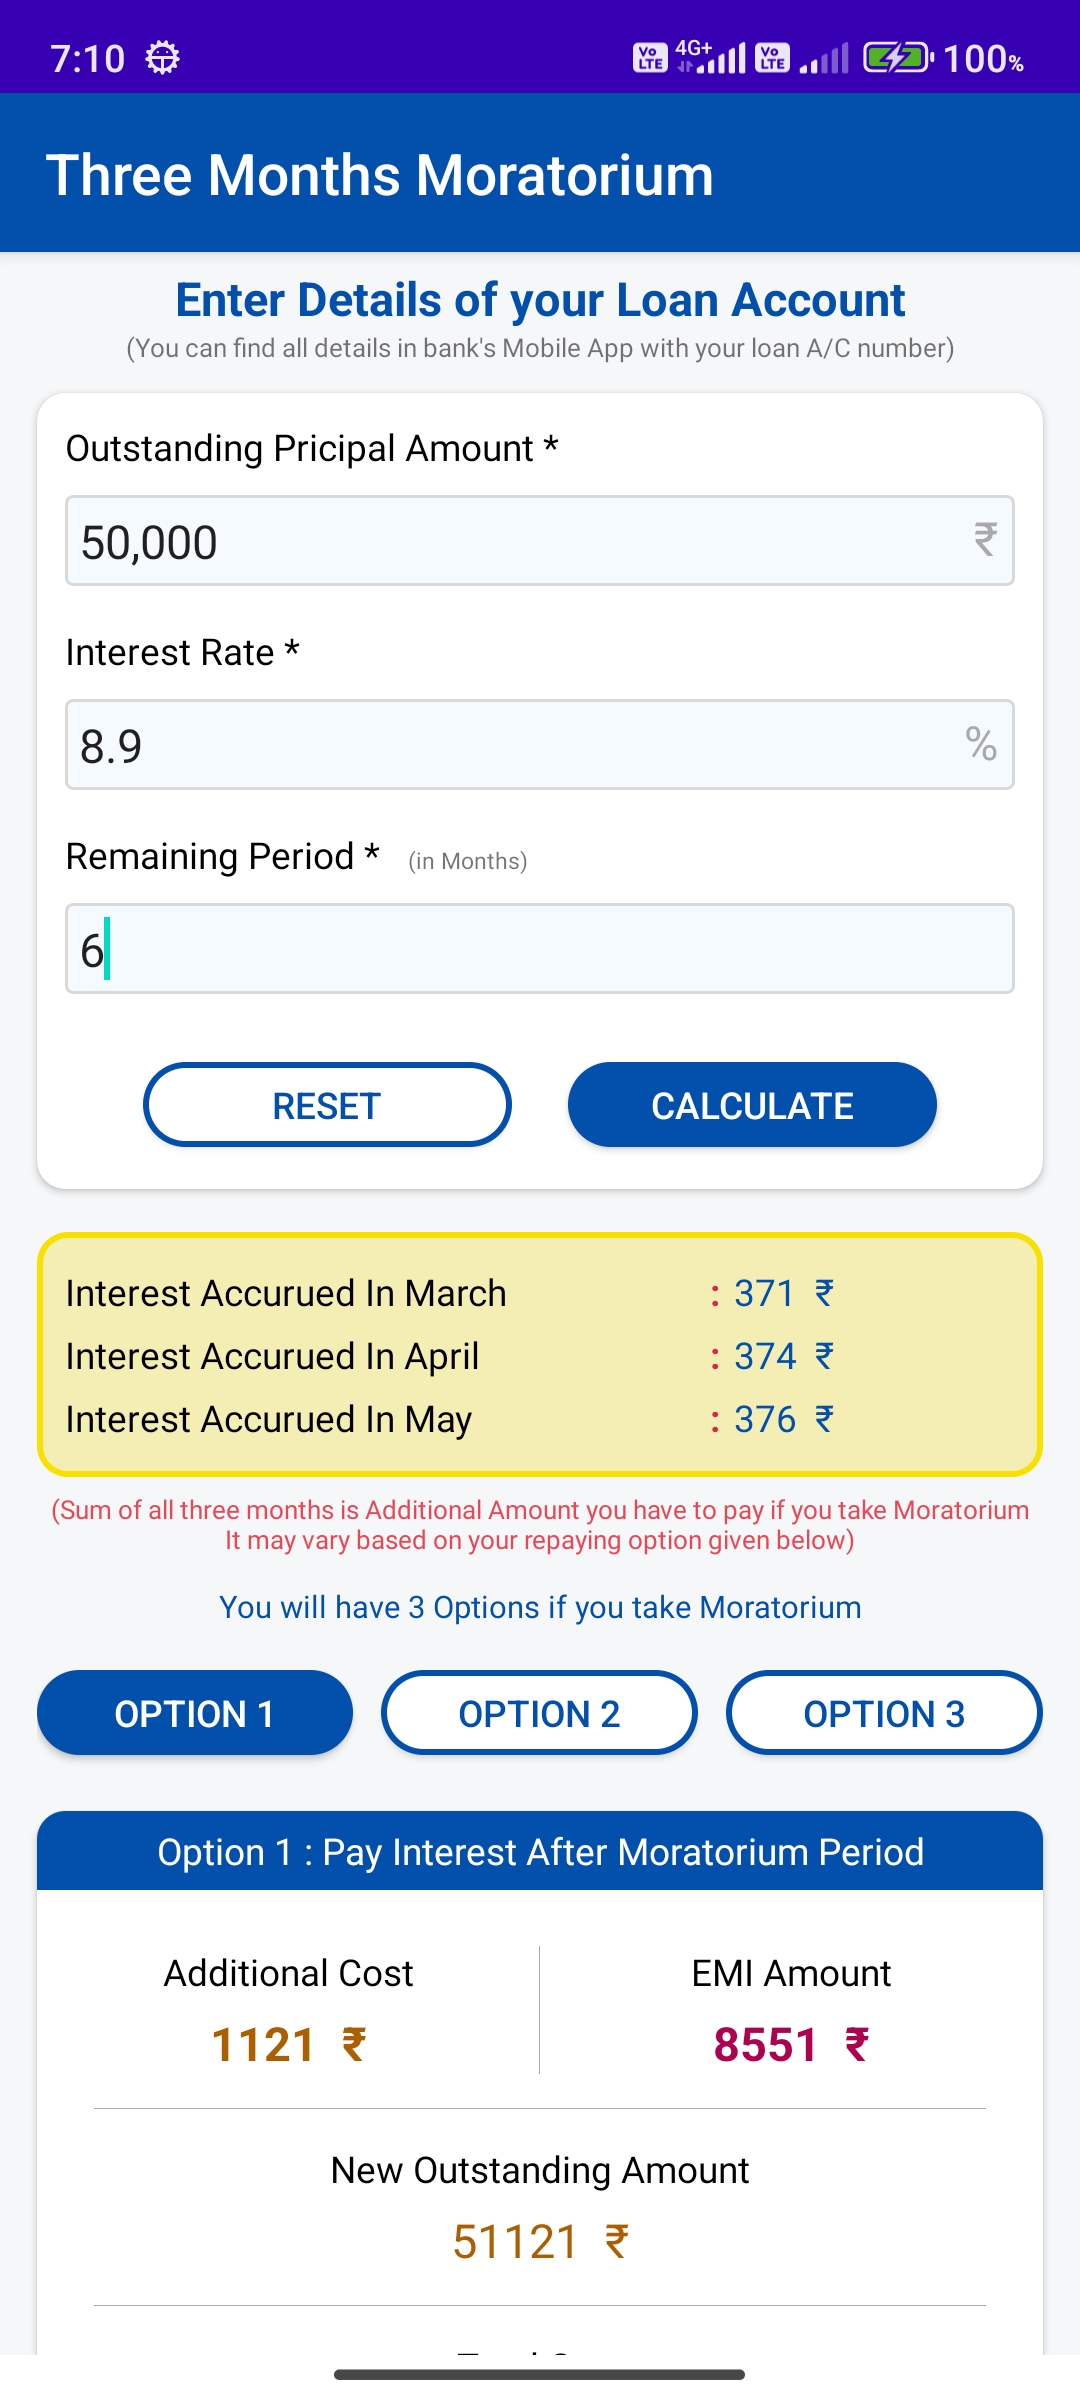 7:10 Vo LTE 4G+ Vo LTE 100%
Three Months Moratorium
Enter Details of your Loan Account
(You can find all details in bank's Mobile App with your loan A/C number)
Outstanding Pricipal Amount *
50,000 ₹
Interest Rate *
8.9 %
Remaining Period * (in Months)
6
RESET CALCULATE
Interest Accurued In March : 371 ₹
Interest Accurued In April : 374 ₹
Interest Accurued In May : 376 ₹
(Sum of all three months is Additional Amount you have to pay if you take Moratorium
It may vary based on your repaying option given below)
You will have 3 Options if you take Moratorium
OPTION 1 OPTION 2 OPTION 3
Option 1 : Pay Interest After Moratorium Period
Additional Cost EMI Amount
1121 ₹ 8551 ₹
New Outstanding Amount
51121 ₹